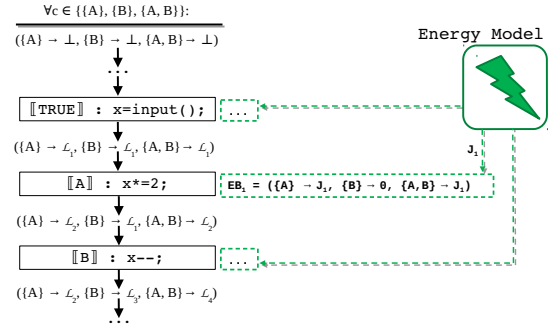 ∀c ∈ {{A}, {B}, {A, B}}:
({A} → ⊥, {B} → ⊥, {A, B} → ⊥)
...
Energy Model
⟦TRUE⟧ : x=input();
...
({A} → ℒ₁, {B} → ℒ₁, {A, B} → ℒ₁)
J₁
⟦A⟧ : x*=2;
EB₁ = ({A} → J₁, {B} → 0, {A,B} → J₁)
({A} → ℒ₂, {B} → ℒ₁, {A, B} → ℒ₂)
⟦B⟧ : x--;
...
({A} → ℒ₂, {B} → ℒ₃, {A, B} → ℒ₄)
...